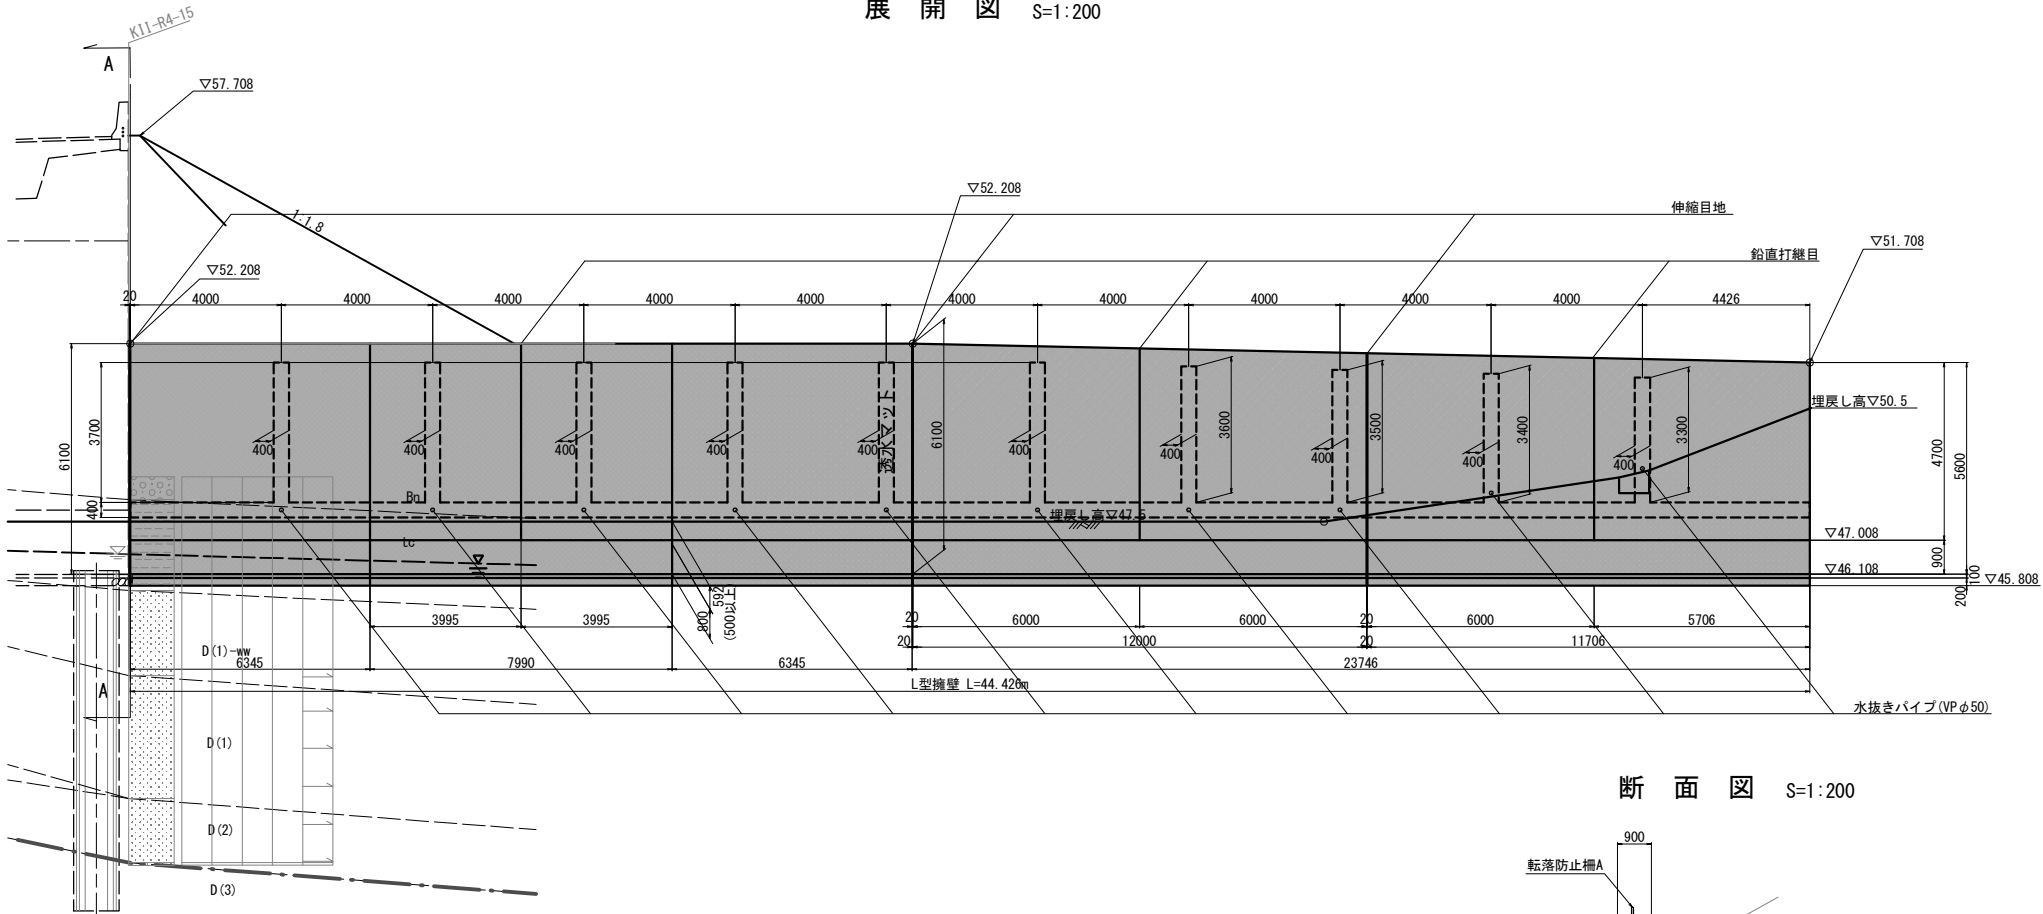 展開図 S=1:200
KII-R4-15
A
▽57.708
1:1.8
▽52.208
伸縮目地
▽51.708
鉛直打継目
▽52.208
20 4000 4000 4000 4000 4000 4000 4000 4000 4000 4000 4426
6100
3700
400
400 400 400 400 400 400 400 400 400 400
透水マット
6100
3600
3500
3400
3300
埋戻し高▽50.5
4700
5600
Bn
埋戻し高▽47.5
Lc
▽47.008
900
▽46.108
100
▽45.808
200
592
(500以上)
800
3995 3995
20 6000 6000 20 6000 5706
20 12000 20 11706
D(1)-ww
6345 7990 6345 23746
L型擁壁 L=44.426m
A
水抜きパイプ(VPφ50)
D(1)
D(2)
D(3)
断面図 S=1:200
900
転落防止柵A